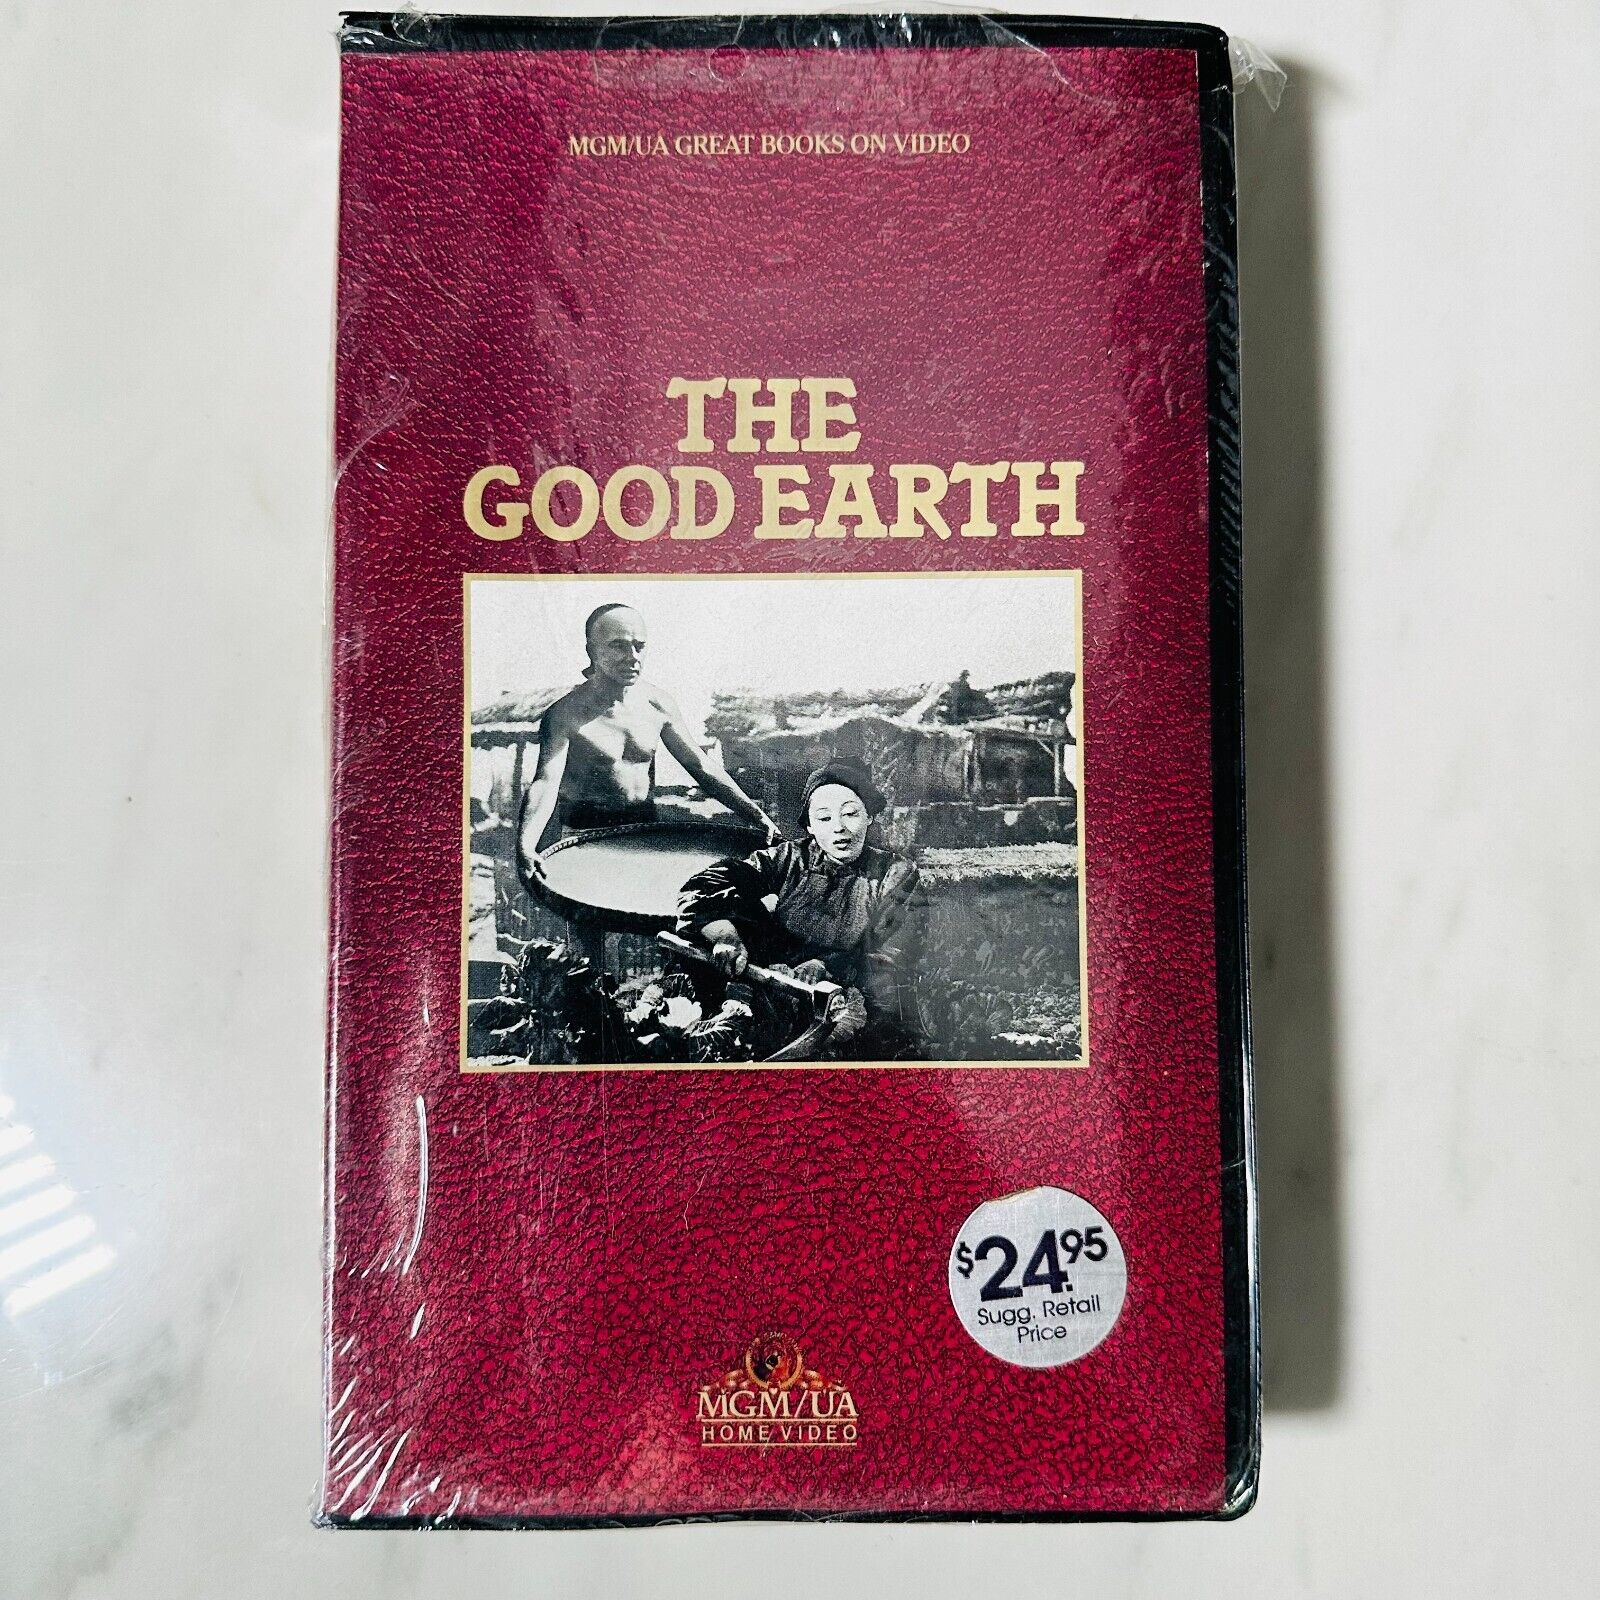 MGM/UA GREAT BOOKS ON VIDEO
THE
GOOD EARTH
$24.95
Sugg. Retail
Price
MGM/UA
HOME VIDEO